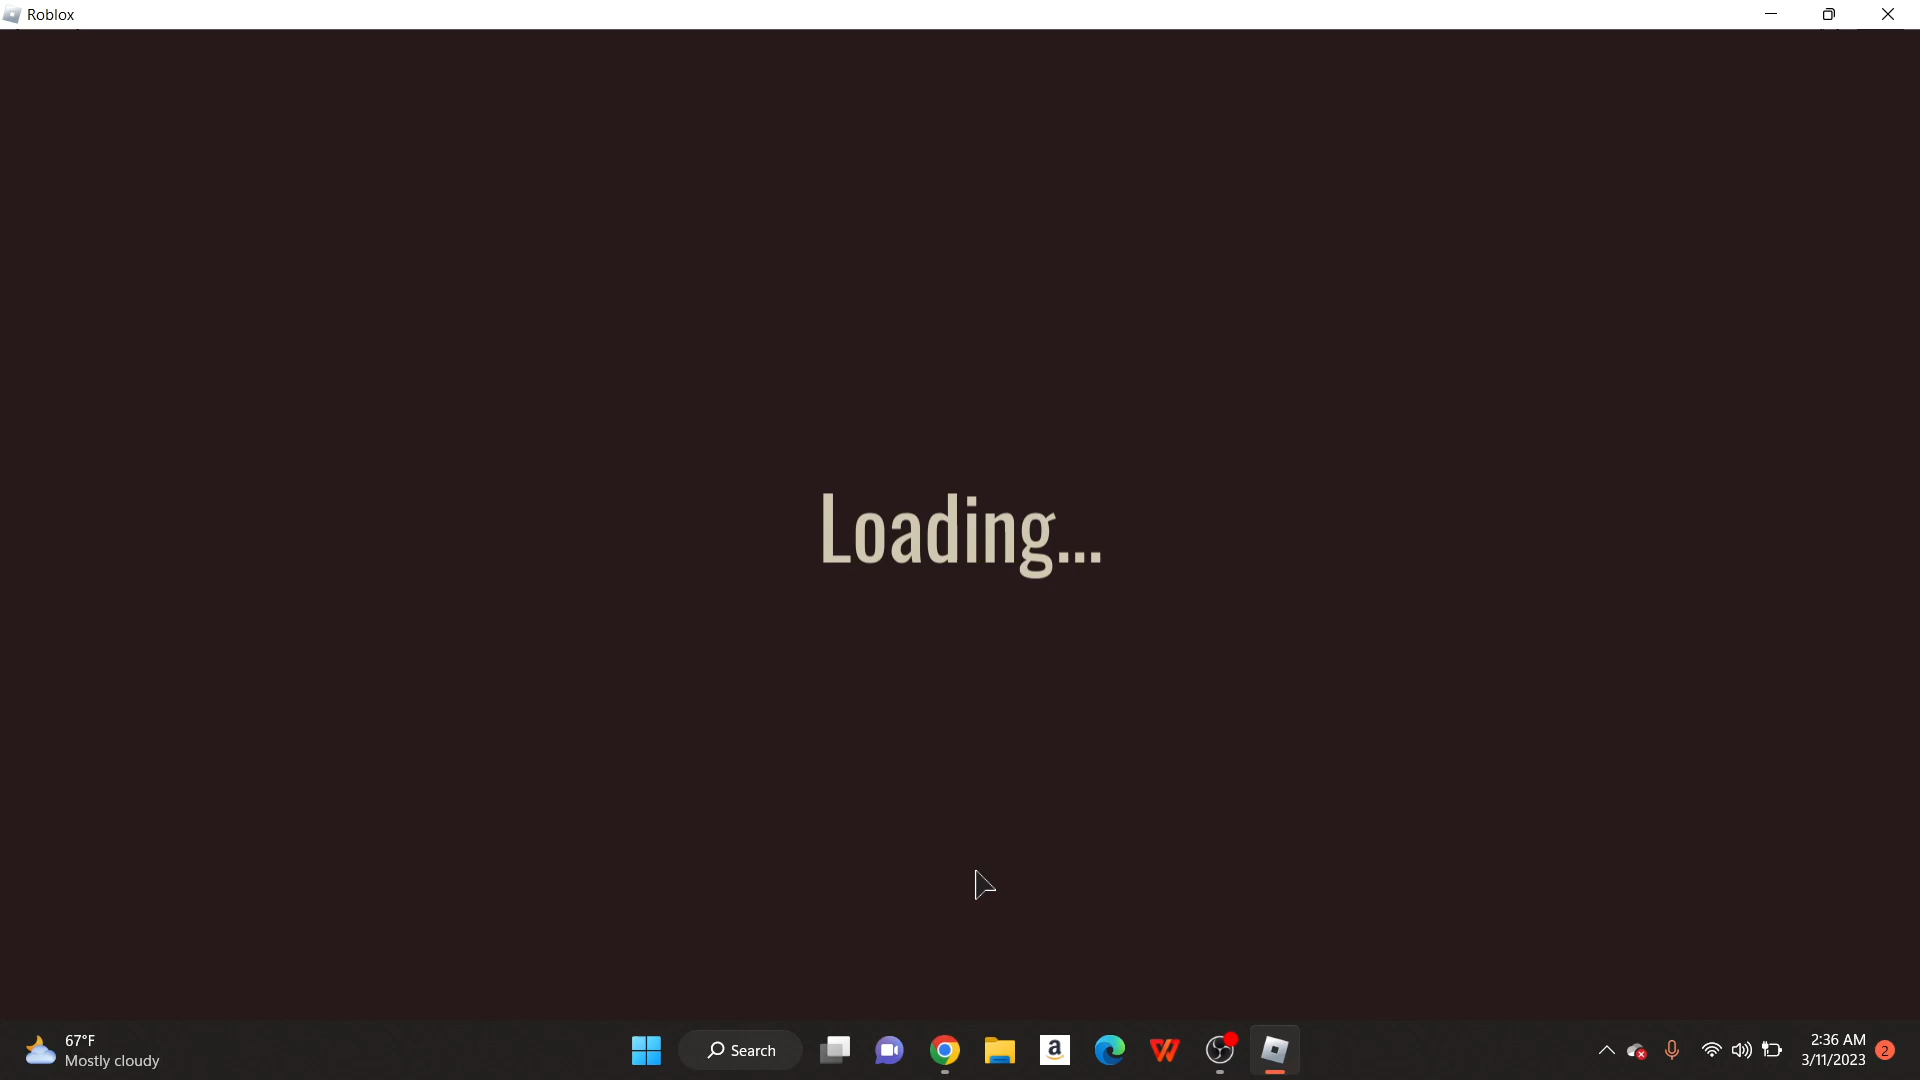 Roblox
Loading...
67°F
Mostly cloudy
Search
a
2:36 AM
3/11/2023
2